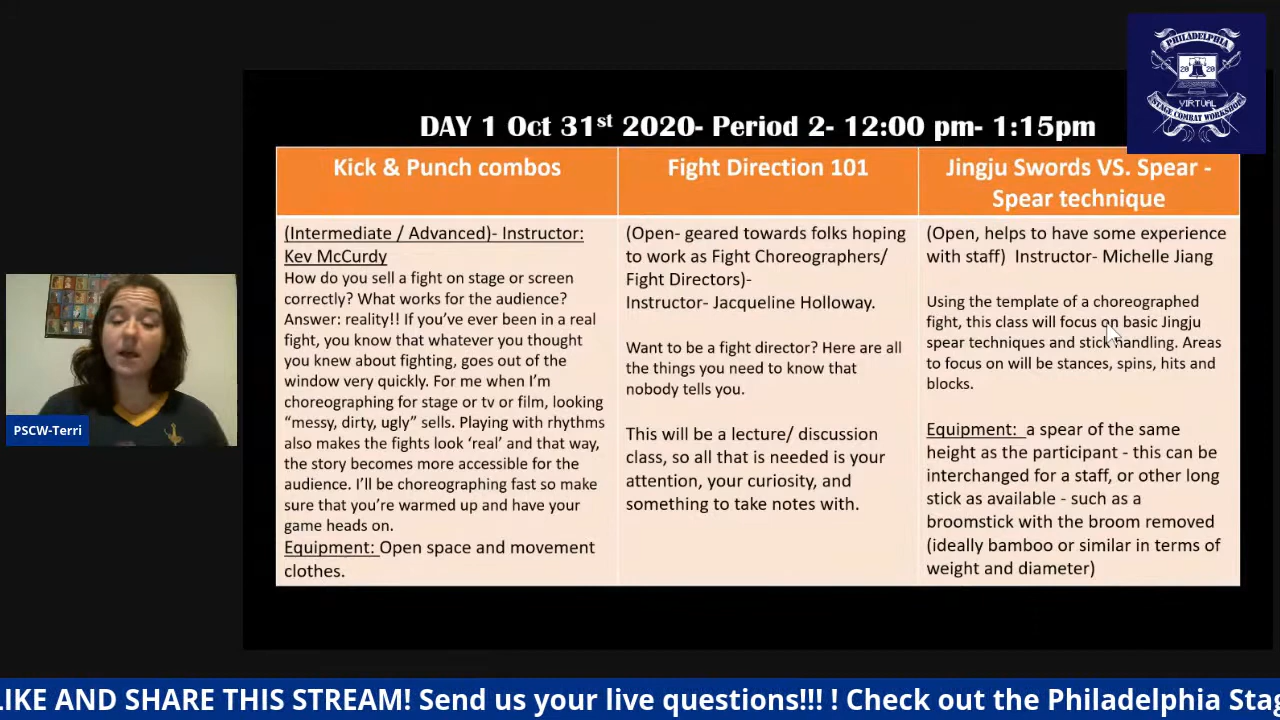 PHILADELPHIA
20 20
VIRTUAL
STAGE COMBAT WORKSHOP
DAY 1 Oct 31st 2020- Period 2- 12:00 pm- 1:15pm
Kick & Punch combos
(Intermediate / Advanced)- Instructor:
Kev McCurdy
How do you sell a fight on stage or screen
correctly? What works for the audience?
Answer: reality!! If you’ve ever been in a real
fight, you know that whatever you thought
you knew about fighting, goes out of the
window very quickly. For me when I’m
choreographing for stage or tv or film, looking
“messy, dirty, ugly” sells. Playing with rhythms
also makes the fights look ‘real’ and that way,
the story becomes more accessible for the
audience. I’ll be choreographing fast so make
sure that you’re warmed up and have your
game heads on.
Equipment: Open space and movement
clothes.
Fight Direction 101
(Open- geared towards folks hoping
to work as Fight Choreographers/
Fight Directors)-
Instructor- Jacqueline Holloway.
Want to be a fight director? Here are all
the things you need to know that
nobody tells you.
This will be a lecture/ discussion
class, so all that is needed is your
attention, your curiosity, and
something to take notes with.
Jingju Swords VS. Spear -
Spear technique
(Open, helps to have some experience
with staff) Instructor- Michelle Jiang
Using the template of a choreographed
fight, this class will focus on basic Jingju
spear techniques and stick handling. Areas
to focus on will be stances, spins, hits and
blocks.
Equipment: a spear of the same
height as the participant - this can be
interchanged for a staff, or other long
stick as available - such as a
broomstick with the broom removed
(ideally bamboo or similar in terms of
weight and diameter)
PSCW-Terri
LIKE AND SHARE THIS STREAM! Send us your live questions!!! ! Check out the Philadelphia Stag